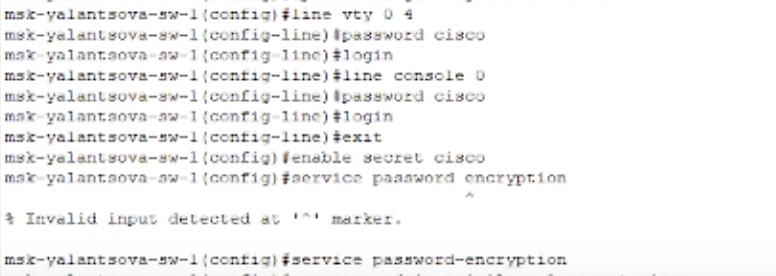 msk-yalantsova-sw-1(config)#line vty 0 4
msk-yalantsova-sw-1(config-line)#password cisco
msk-yalantsova-sw-1(config-line)#login
msk-yalantsova-sw-1(config-line)#line console 0
msk-yalantsova-sw-1(config-line)#password cisco
msk-yalantsova-sw-1(config-line)#login
msk-yalantsova-sw-1(config-line)#exit
msk-yalantsova-sw-1(config)#enable secret cisco
msk-yalantsova-sw-1(config)#service password encryption
^
% Invalid input detected at '^' marker.
msk-yalantsova-sw-1(config)#service password-encryption